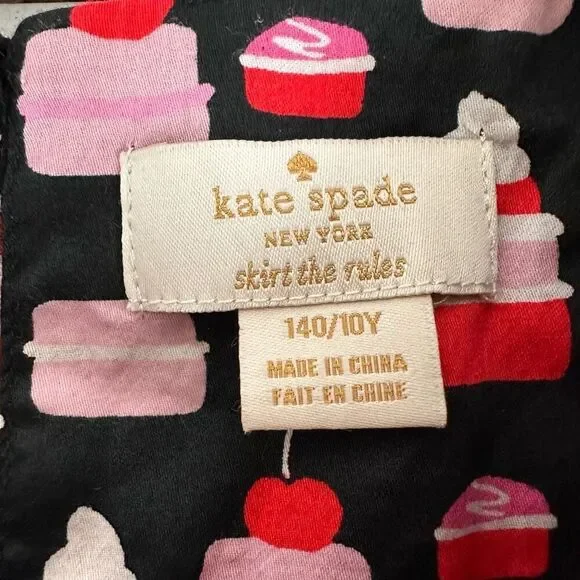 kate spade
NEW YORK
skirt the rules
140/10Y
MADE IN CHINA
FAIT EN CHINE